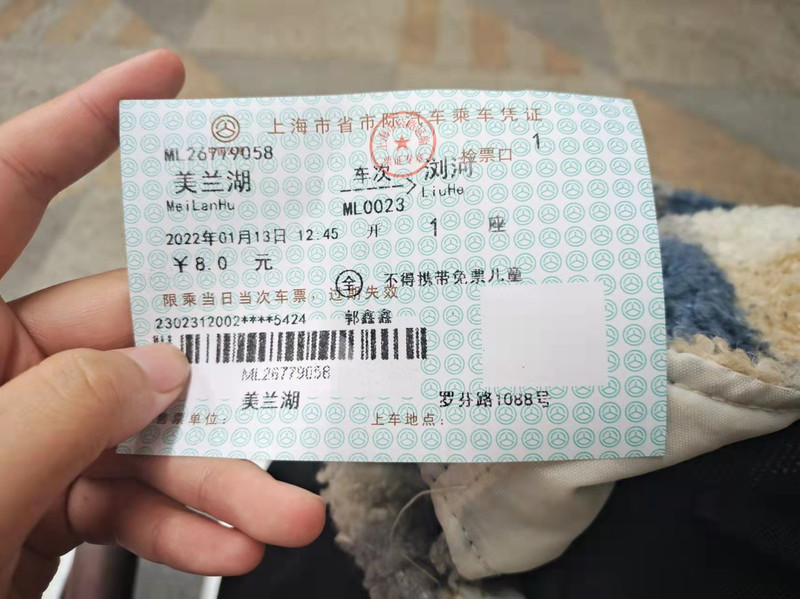 上海市省市际汽车乘车凭证
ML26779058 检票口 1
美兰湖 车次 浏河
MeiLanHu LiuHe
ML0023
2022年01月13日 12.45 开 1 座
￥8.0 元
全 不得携带免票儿童
限乘当日当次车票，过期失效
2302312002****5424 郭鑫鑫
ML26779058
美兰湖 罗芬路1088号
售票单位： 上车地点：